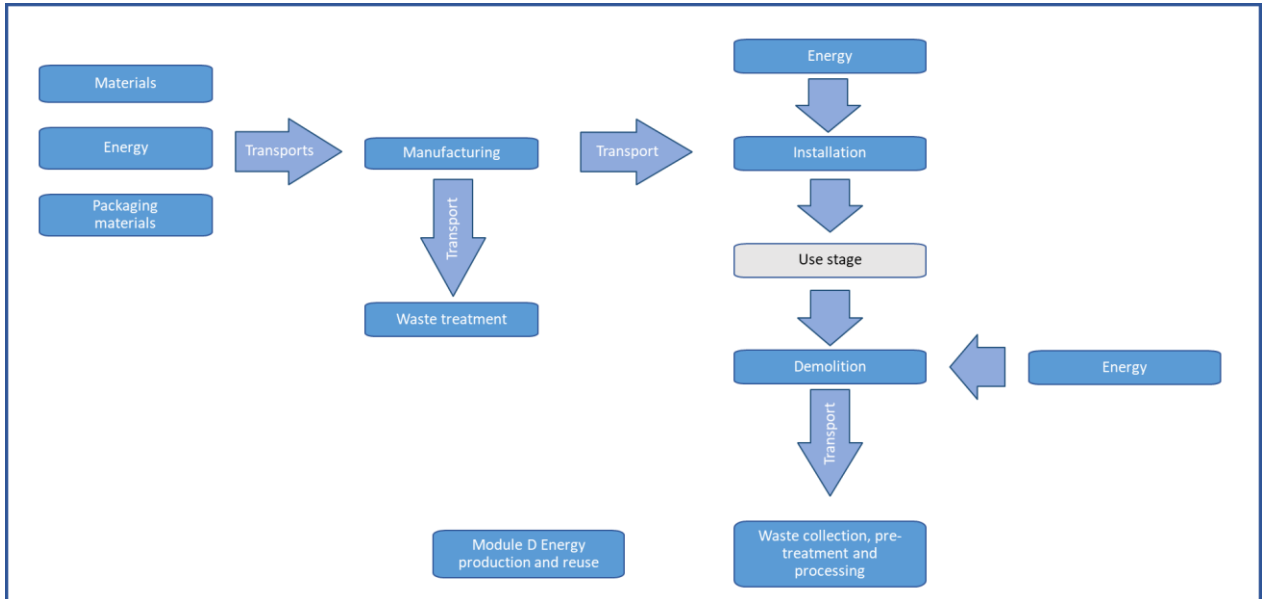 Materials
Energy
Packaging
materials
Transports
Manufacturing
Transport
Waste treatment
Transport
Energy
Installation
Use stage
Demolition
Energy
Transport
Waste collection, pre-
treatment and
processing
Module D Energy
production and reuse